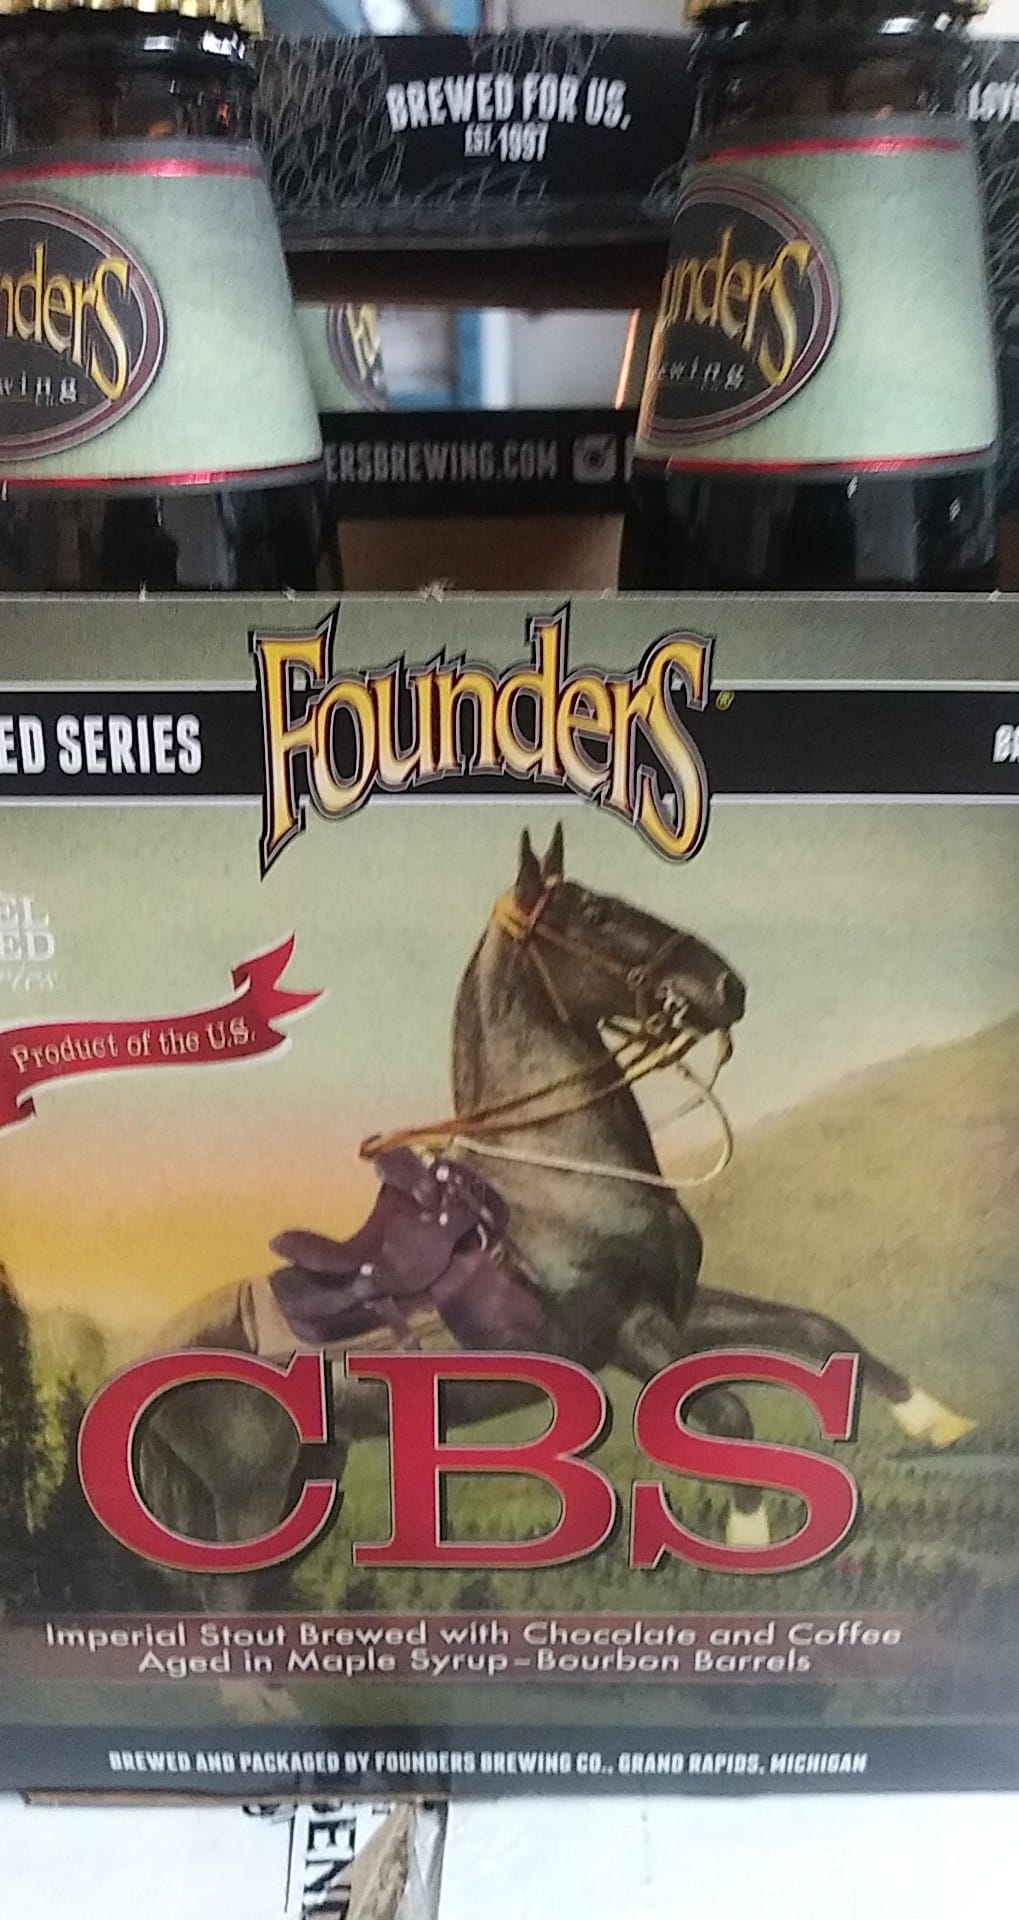 BREWED FOR US.
EST. 1997
ERSBREWING.COM
FounderS
ED SERIES
Product of the U.S.
CBS
Imperial Stout Brewed with Chocolate and Coffee
Aged in Maple Syrup-Bourbon Barrels
BREWED AND PACKAGED BY FOUNDERS BREWING CO., GRAND RAPIDS, MICHIGAN